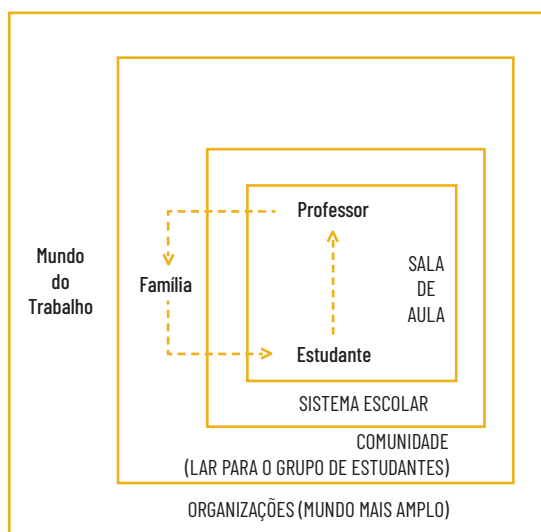 Professor
Mundo
do
Trabalho
Família
SALA
DE
AULA
Estudante
SISTEMA ESCOLAR
COMUNIDADE
(LAR PARA O GRUPO DE ESTUDANTES)
ORGANIZAÇÕES (MUNDO MAIS AMPLO)